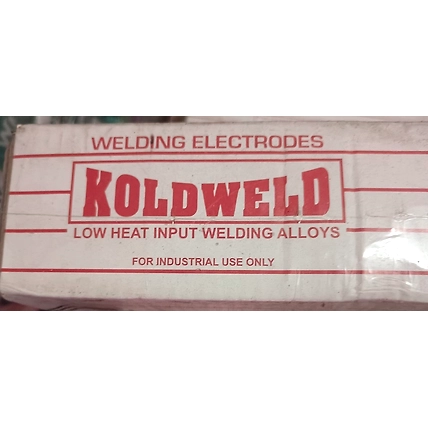 WELDING ELECTRODES
KOLDWELD
LOW HEAT INPUT WELDING ALLOYS
FOR INDUSTRIAL USE ONLY